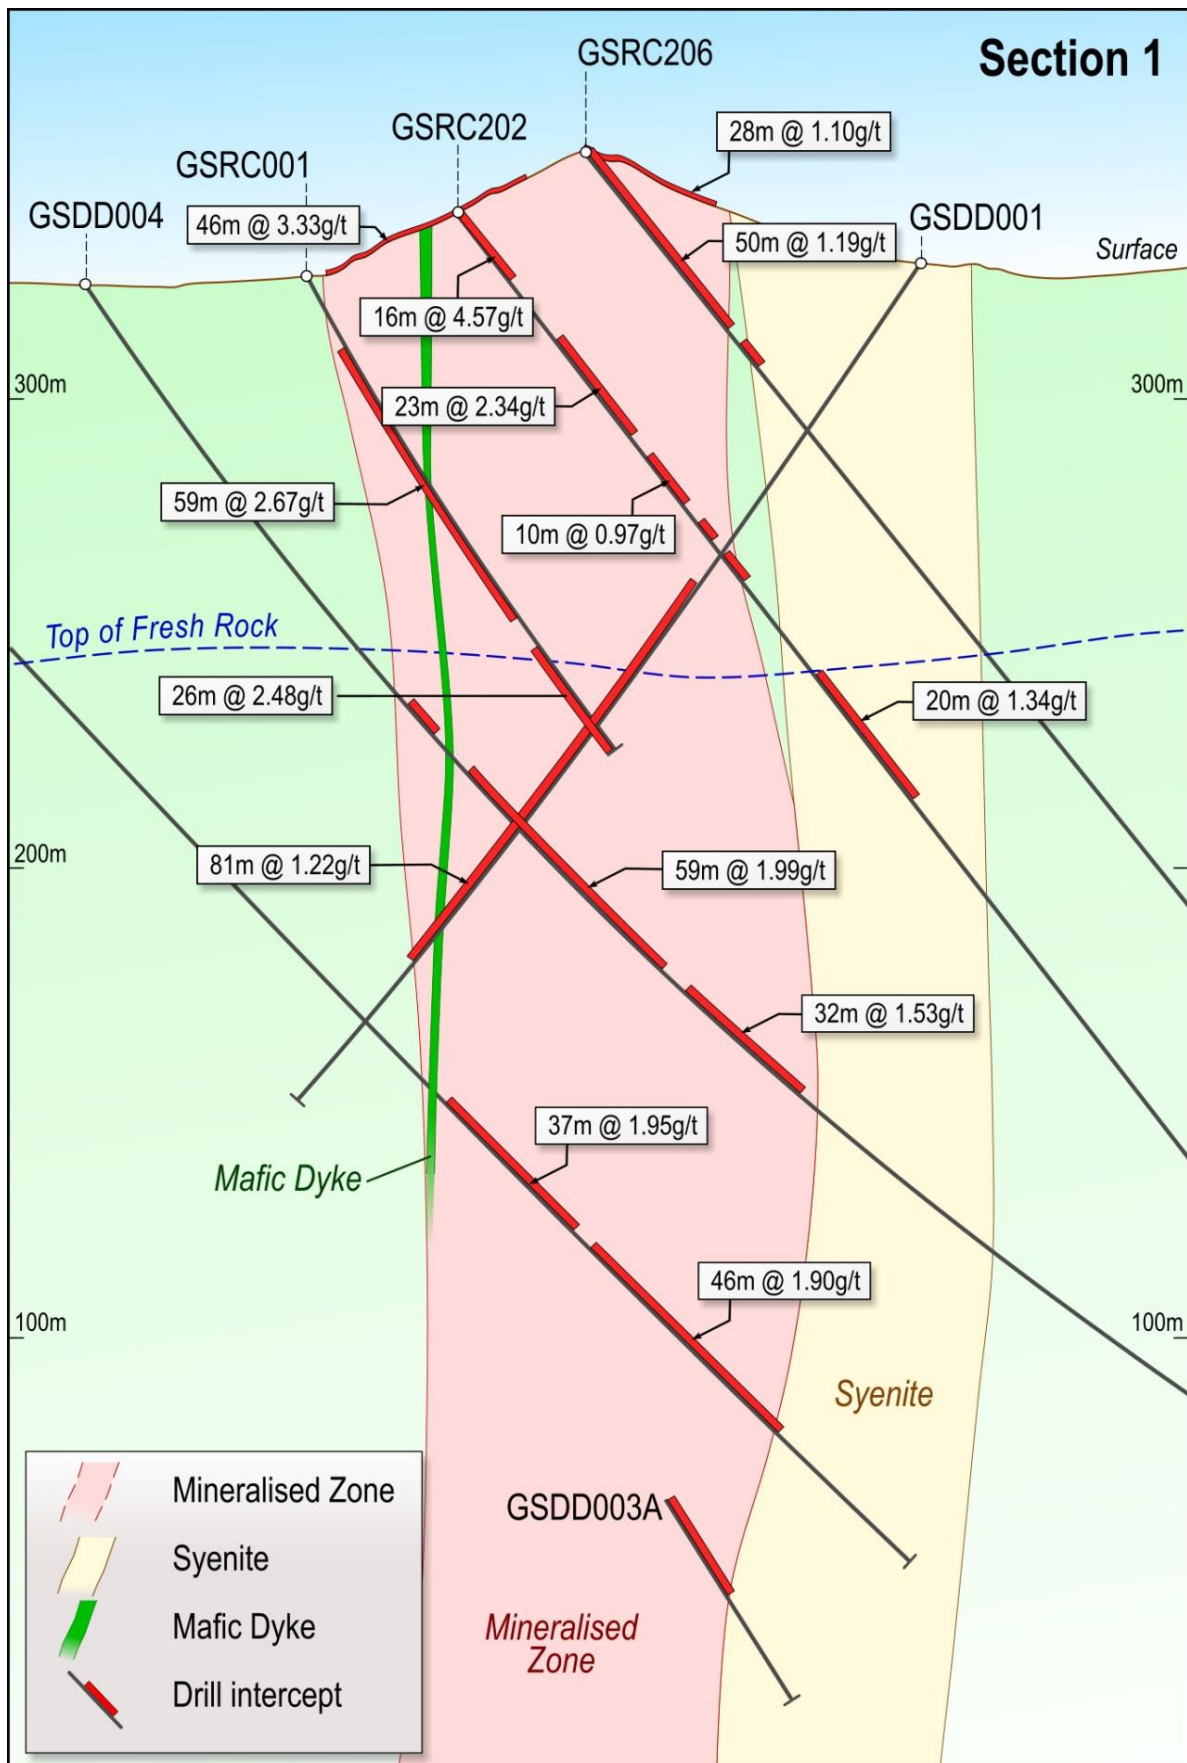 Section 1
GSRC206
GSRC202
GSRC001
GSDD004
GSDD001
28m @ 1.10g/t
46m @ 3.33g/t
50m @ 1.19g/t
Surface
16m @ 4.57g/t
300m
300m
23m @ 2.34g/t
59m @ 2.67g/t
10m @ 0.97g/t
Top of Fresh Rock
26m @ 2.48g/t
20m @ 1.34g/t
200m
81m @ 1.22g/t
59m @ 1.99g/t
32m @ 1.53g/t
37m @ 1.95g/t
Mafic Dyke
46m @ 1.90g/t
100m
100m
Syenite
GSDD003A
Mineralised
Zone
Mineralised Zone
Syenite
Mafic Dyke
Drill intercept